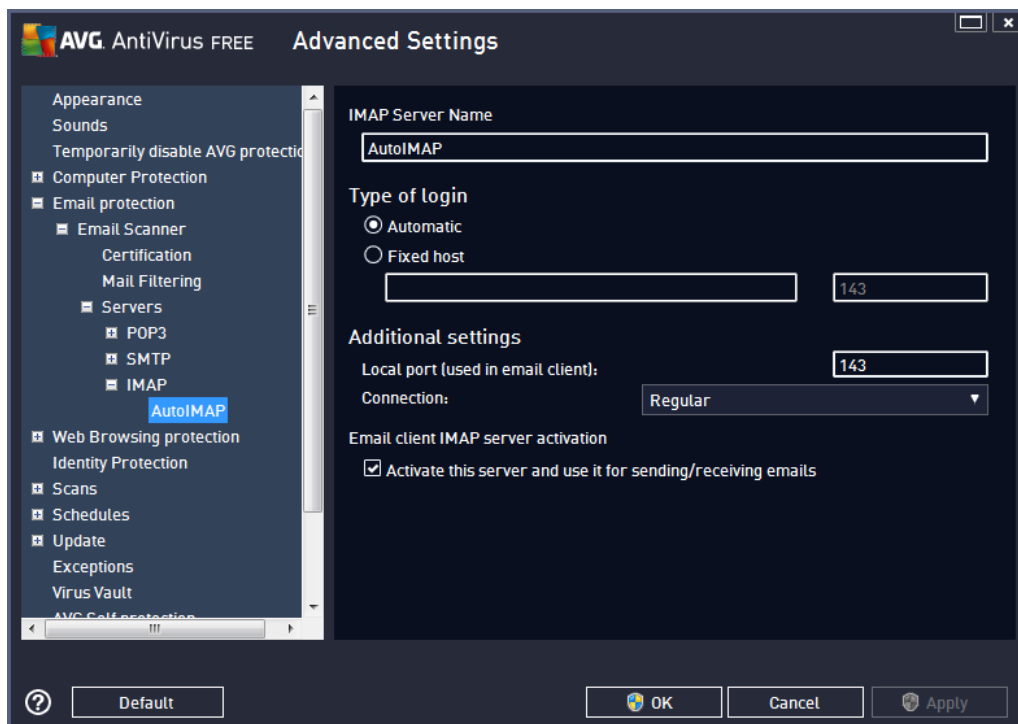 AVG. AntiVirus FREE Advanced Settings
Appearance
Sounds
Temporarily disable AVG protectio
Computer Protection
Email protection
Email Scanner
Certification
Mail Filtering
Servers
POP3
SMTP
IMAP
AutoIMAP
Web Browsing protection
Identity Protection
Scans
Schedules
Update
Exceptions
Virus Vault
AVG Self protection
IMAP Server Name
AutoIMAP
Type of login
Automatic
Fixed host
143
Additional settings
Local port (used in email client): 143
Connection: Regular
Email client IMAP server activation
Activate this server and use it for sending/receiving emails
? Default OK Cancel Apply